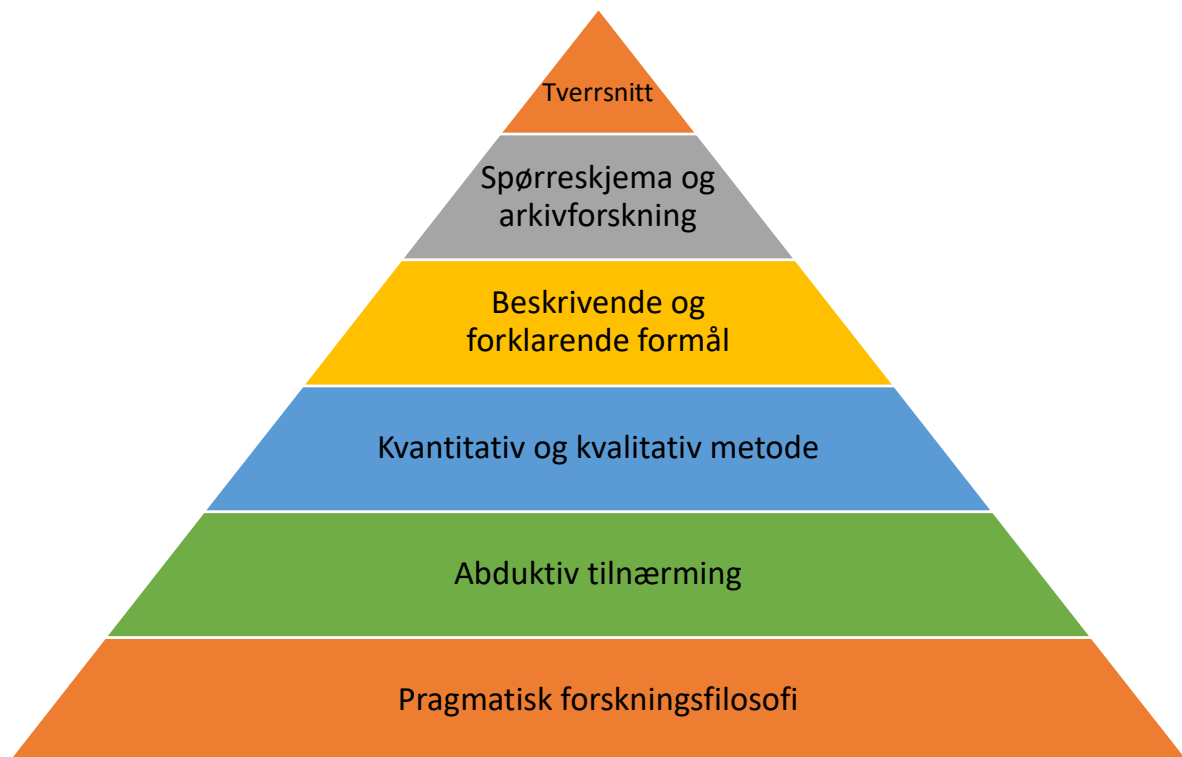 Tverrsnitt
Spørreskjema og
arkivforskning
Beskrivende og
forklarende formål
Kvantitativ og kvalitativ metode
Abduktiv tilnærming
Pragmatisk forskningsfilosofi